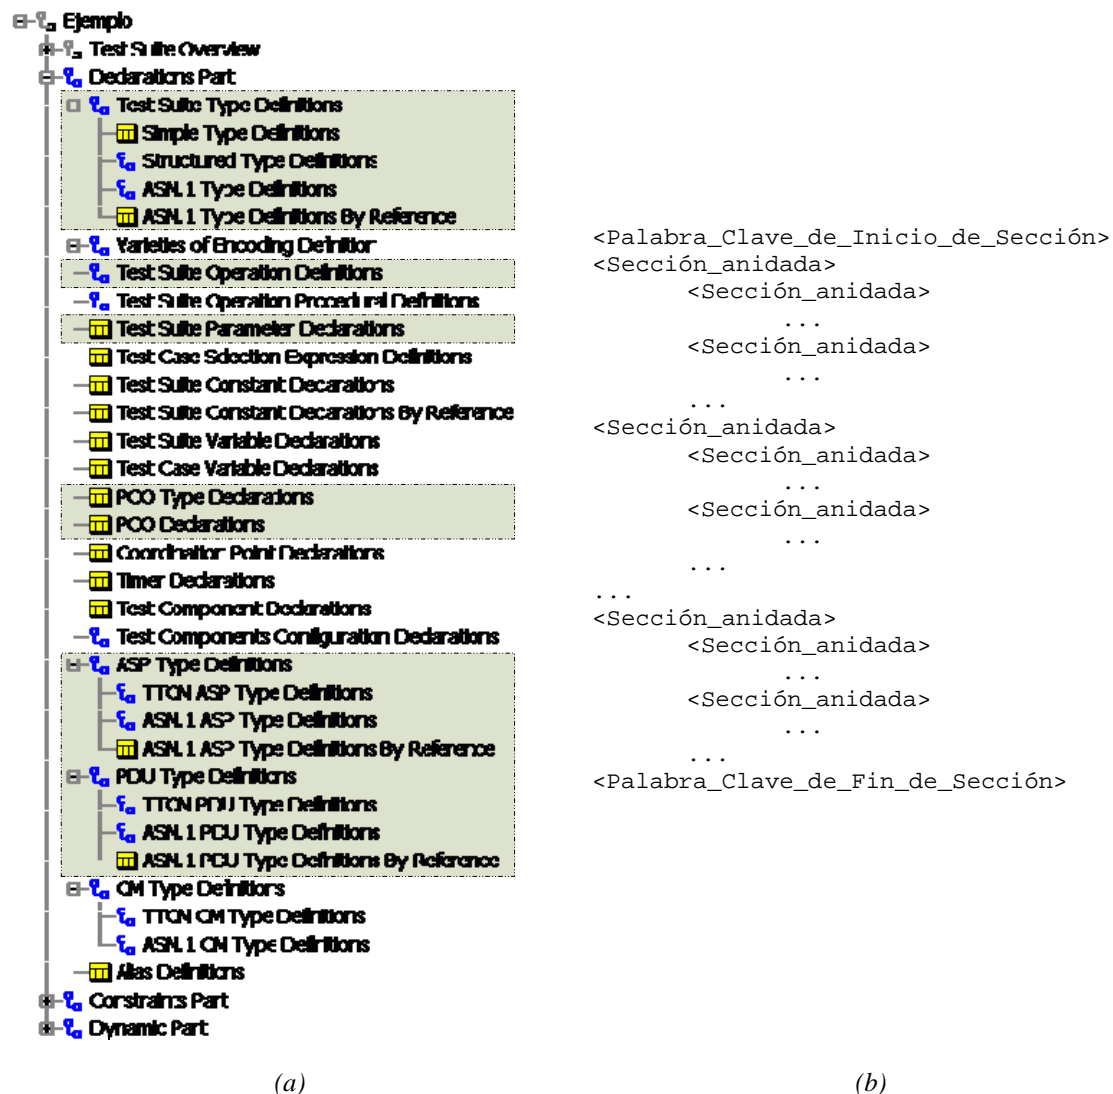 Ejemplo
Test Suite Overview
Declarations Part
Test Suite Type Definitions
Simple Type Definitions
Structured Type Definitions
ASN.1 Type Definitions
ASN.1 Type Definitions By Reference
Varieties of Encoding Definition
Test Suite Operation Definitions
Test Suite Operation Procedural Definitions
Test Suite Parameter Declarations
Test Case Selection Expression Definitions
Test Suite Constant Declarations
Test Suite Constant Declarations By Reference
Test Suite Variable Declarations
Test Case Variable Declarations
PCO Type Declarations
PCO Declarations
Coordination Point Declarations
Timer Declarations
Test Component Declarations
Test Components Configuration Declarations
ASP Type Definitions
TTCN ASP Type Definitions
ASN.1 ASP Type Definitions
ASN.1 ASP Type Definitions By Reference
PDU Type Definitions
TTCN PDU Type Definitions
ASN.1 PDU Type Definitions
ASN.1 PDU Type Definitions By Reference
CM Type Definitions
TTCN CM Type Definitions
ASN.1 CM Type Definitions
Alias Definitions
Constraints Part
Dynamic Part
(a)
<Palabra_Clave_de_Inicio_de_Sección>
<Sección_anidada>
<Sección_anidada>
...
<Sección_anidada>
...
...
<Sección_anidada>
<Sección_anidada>
...
<Sección_anidada>
...
...
...
<Sección_anidada>
<Sección_anidada>
...
<Sección_anidada>
...
...
<Palabra_Clave_de_Fin_de_Sección>
(b)